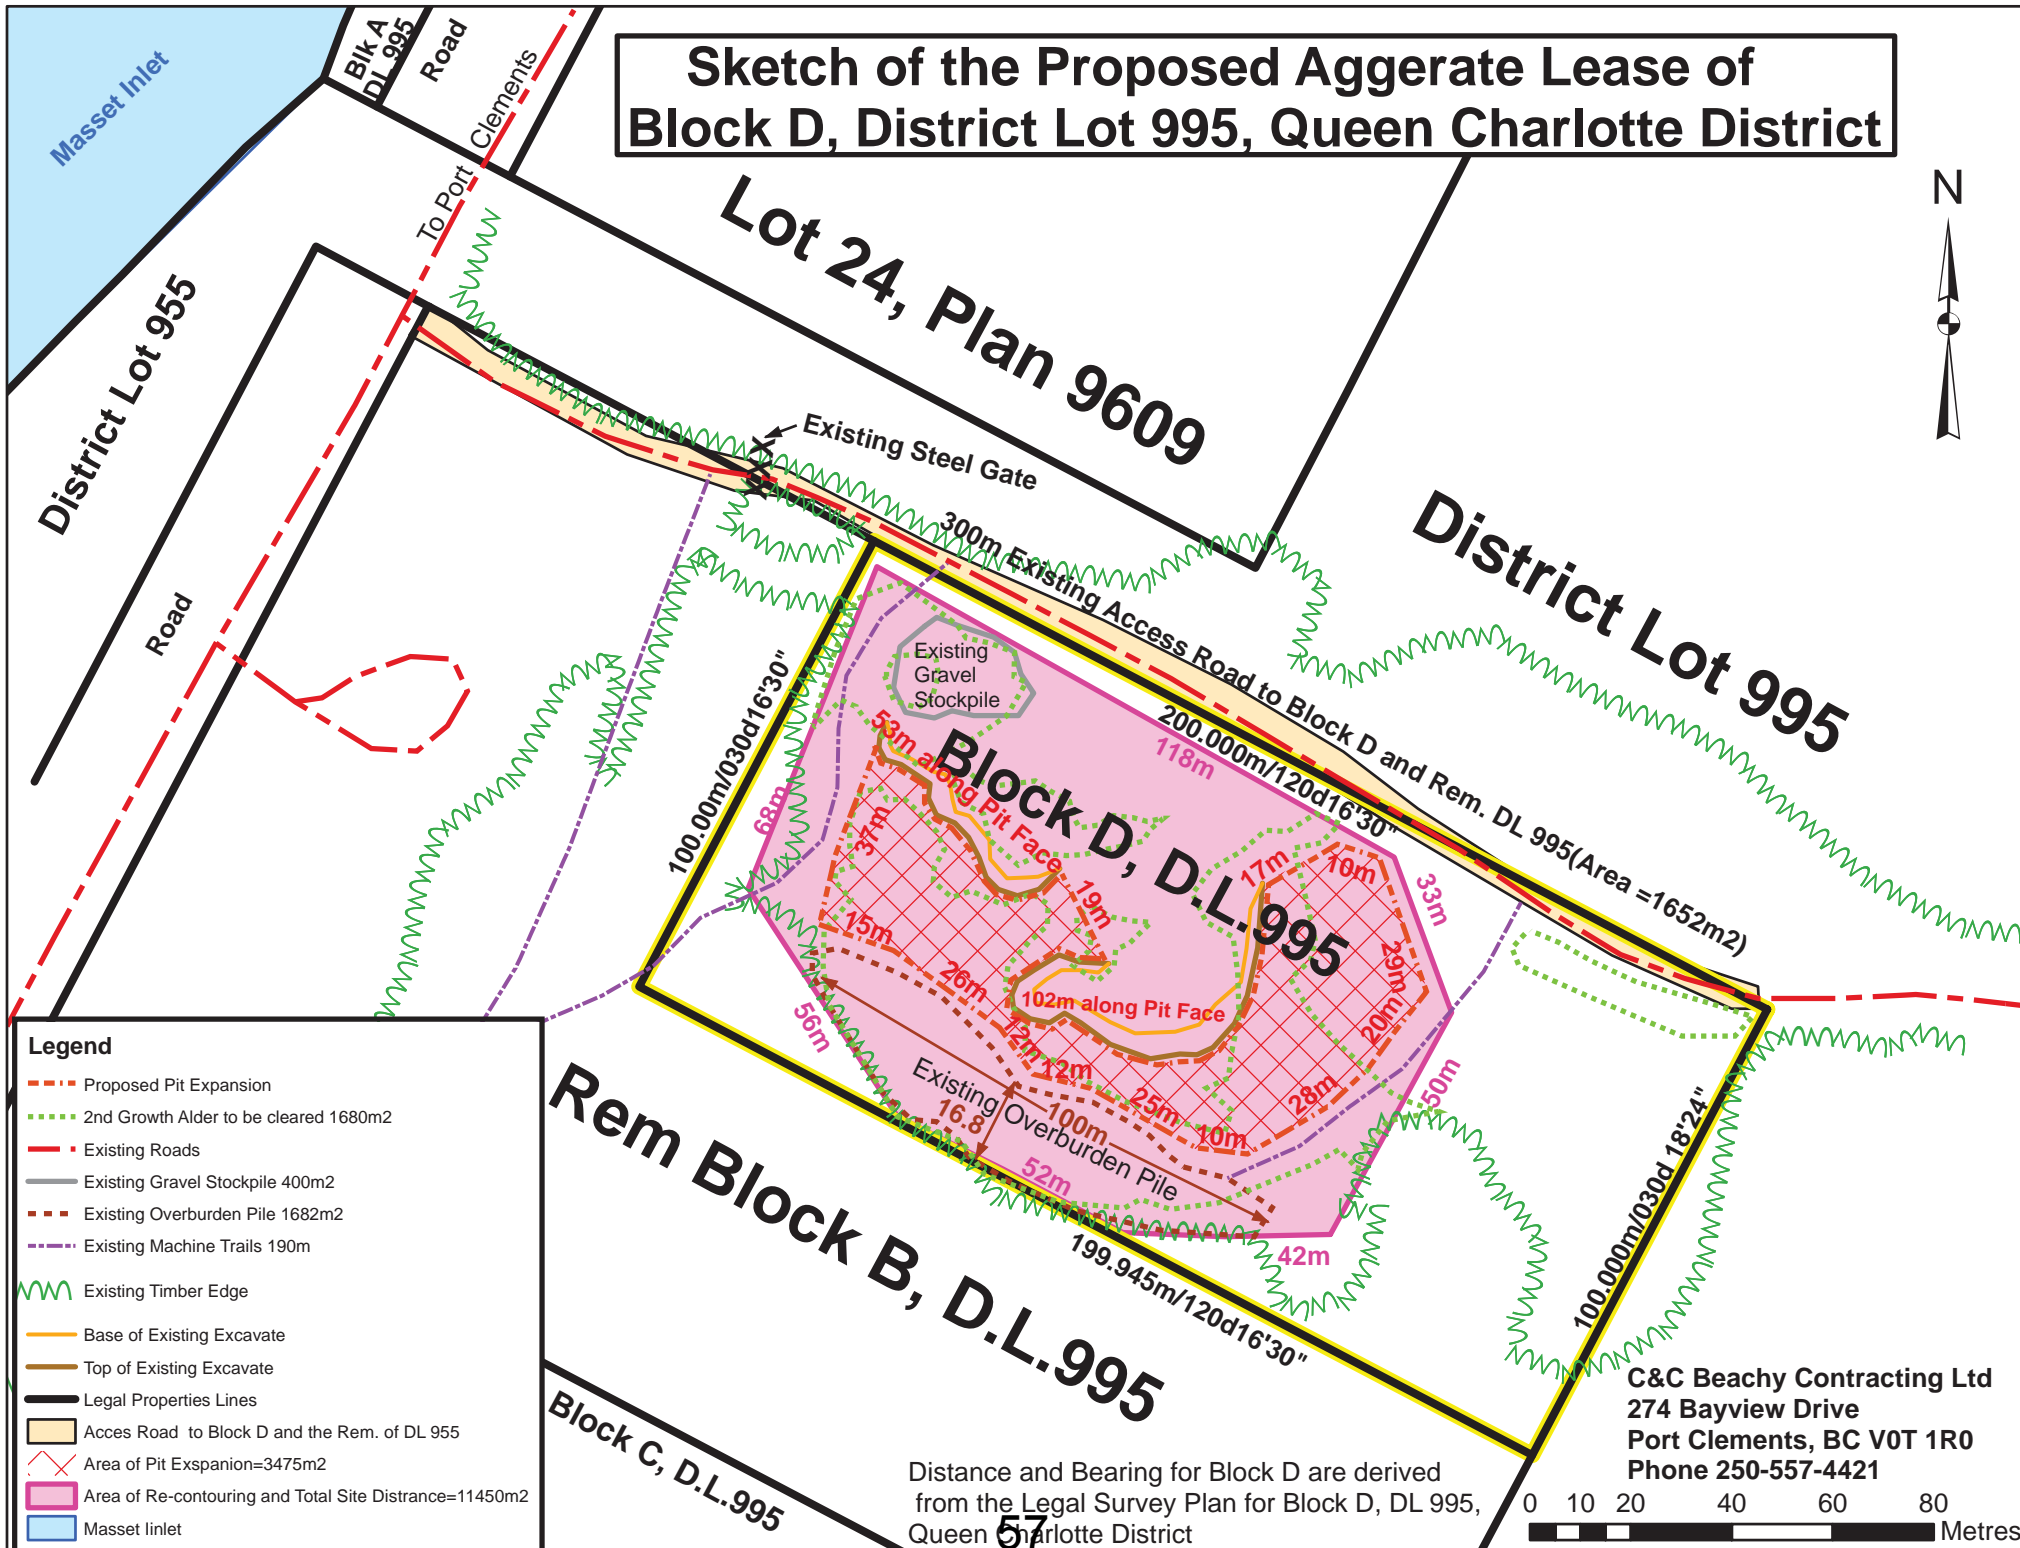 Sketch of the Proposed Aggerate Lease of
Block D, District Lot 995, Queen Charlotte District
Masset Inlet
Blk A
DL 995
Road
To Port Clements
N
Lot 24, Plan 9609
District Lot 955
Existing Steel Gate
XXX
District Lot 995
Road
300m Existing Access Road to Block D and Rem. DL 995(Area =1652m2)
Existing
Gravel
Stockpile
100.00m/030d16'30"
200.000m/120d16'30"
118m
68m
53m along Pit Face
Block D, D.L.995
37m
19m
17m
10m
33m
15m
26m
29m
20m
102m along Pit Face
56m
12m
12m
25m
10m
28m
50m
Existing Overburden Pile
100m
16.8
52m
42m
199.945m/120d16'30"
100.000m/030d 18'24"
Rem Block B, D.L.995
Block C, D.L.995
Legend
Proposed Pit Expansion
2nd Growth Alder to be cleared 1680m2
Existing Roads
Existing Gravel Stockpile 400m2
Existing Overburden Pile 1682m2
Existing Machine Trails 190m
Existing Timber Edge
Base of Existing Excavate
Top of Existing Excavate
Legal Properties Lines
Acces Road to Block D and the Rem. of DL 955
Area of Pit Exspanion=3475m2
Area of Re-contouring and Total Site Distrance=11450m2
Masset Iinlet
Distance and Bearing for Block D are derived
from the Legal Survey Plan for Block D, DL 995,
Queen Charlotte District
57
C&C Beachy Contracting Ltd
274 Bayview Drive
Port Clements, BC V0T 1R0
Phone 250-557-4421
0 10 20 40 60 80
Metres